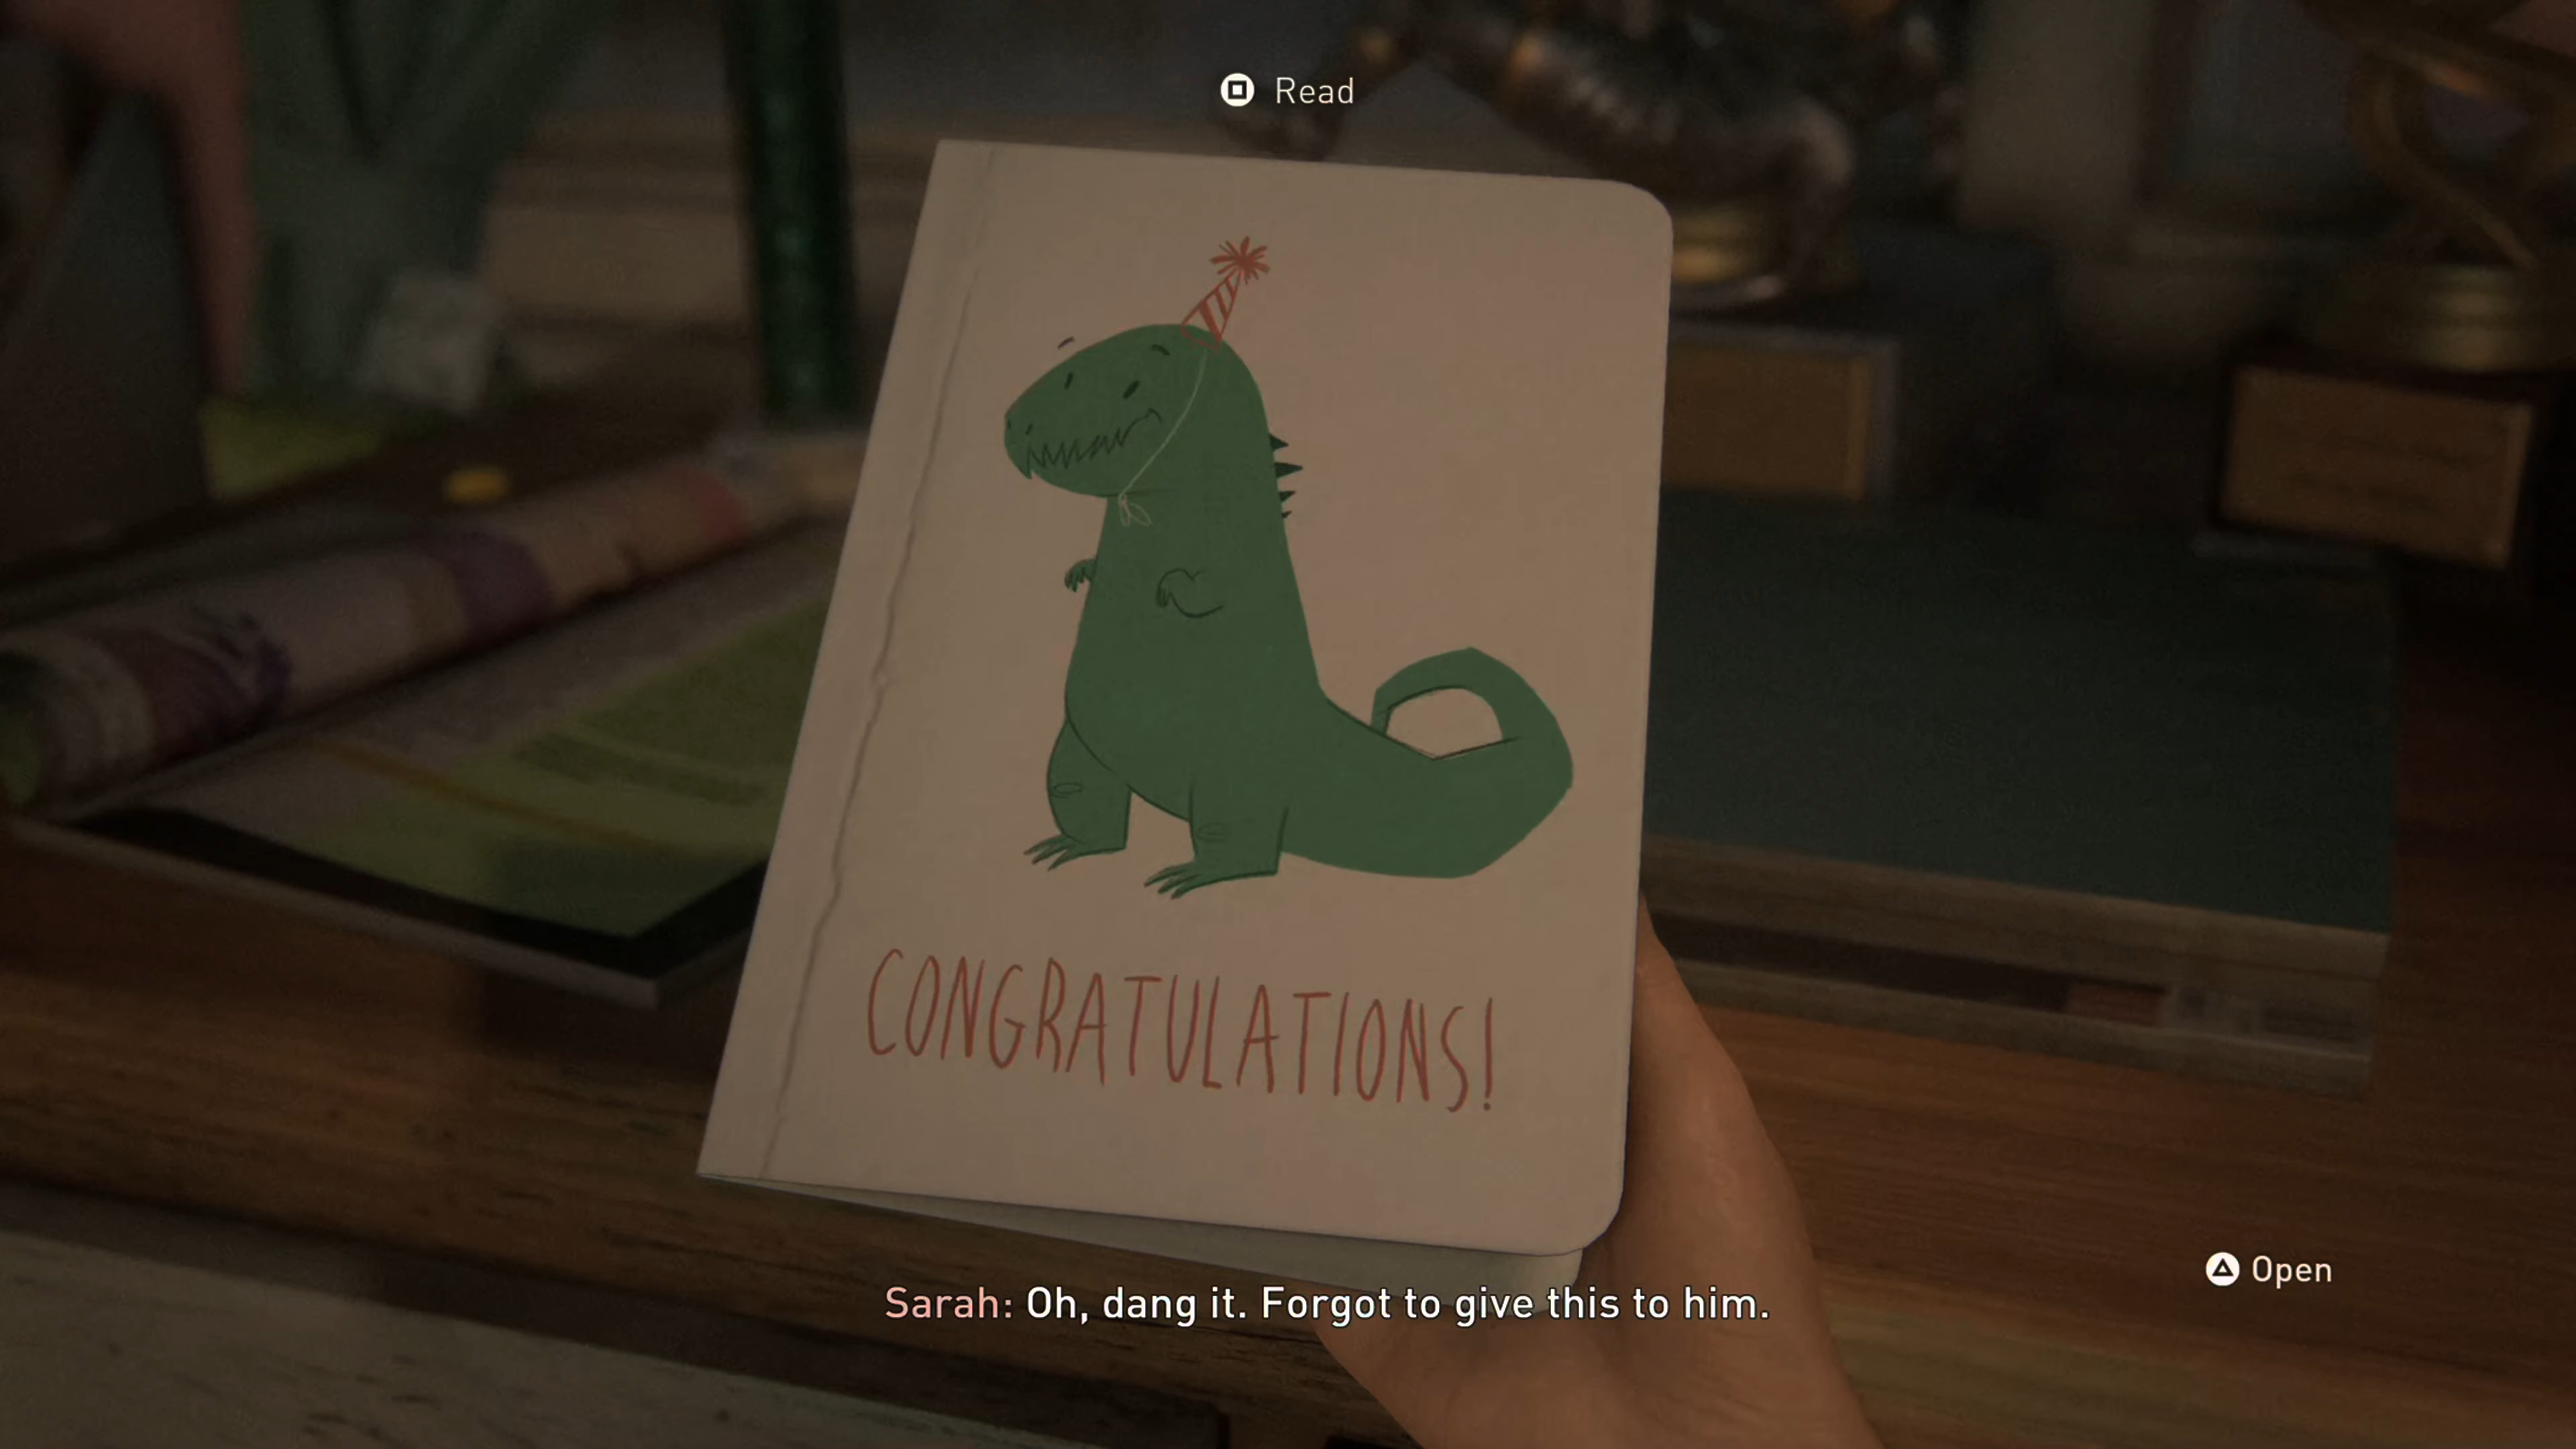 Read
CONGRATULATIONS!
Open
Sarah: Oh, dang it. Forgot to give this to him.